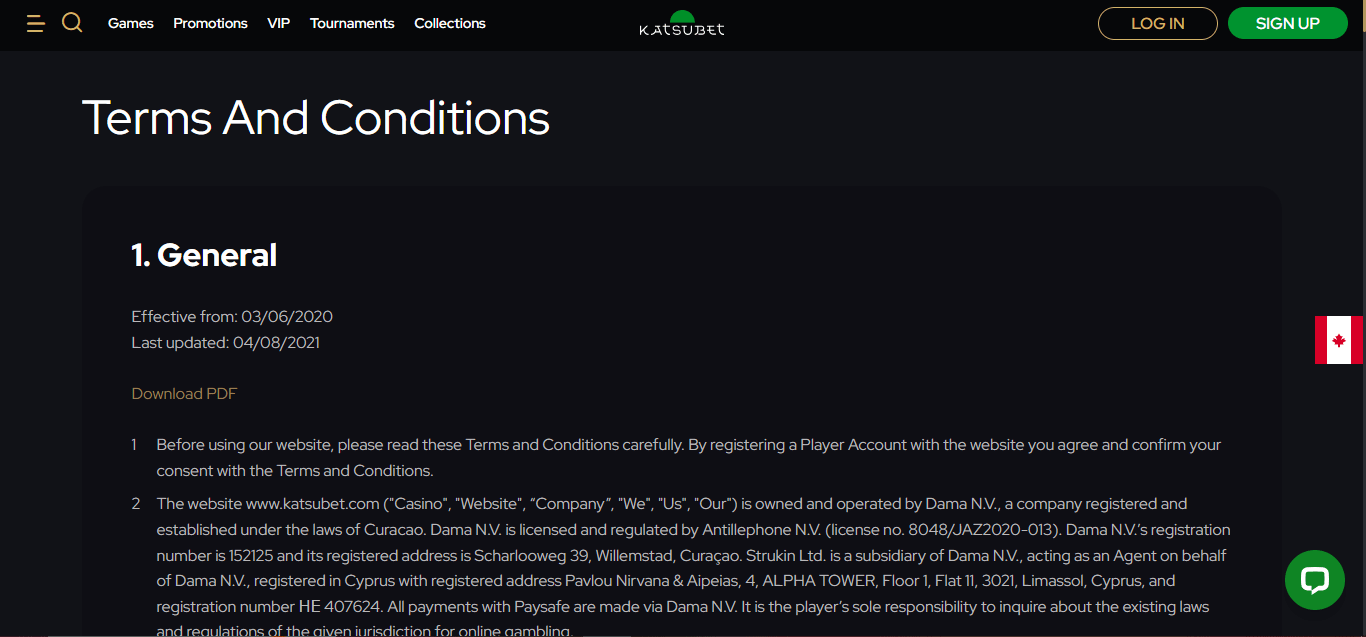 Games Promotions VIP Tournaments Collections KATSUBET LOG IN SIGN UP
Terms And Conditions
1. General
Effective from: 03/06/2020
Last updated: 04/08/2021
Download PDF
1 Before using our website, please read these Terms and Conditions carefully. By registering a Player Account with the website you agree and confirm your
consent with the Terms and Conditions.
2 The website www.katsubet.com ("Casino", "Website", “Company”, "We", "Us", "Our") is owned and operated by Dama N.V., a company registered and
established under the laws of Curacao. Dama N.V. is licensed and regulated by Antillephone N.V. (license no. 8048/JAZ2020-013). Dama N.V.’s registration
number is 152125 and its registered address is Scharlooweg 39, Willemstad, Curaçao. Strukin Ltd. is a subsidiary of Dama N.V., acting as an Agent on behalf
of Dama N.V., registered in Cyprus with registered address Pavlou Nirvana & Aipeias, 4, ALPHA TOWER, Floor 1, Flat 11, 3021, Limassol, Cyprus, and
registration number HE 407624. All payments with Paysafe are made via Dama N.V. It is the player’s sole responsibility to inquire about the existing laws
and regulations of the given jurisdiction for online gambling.